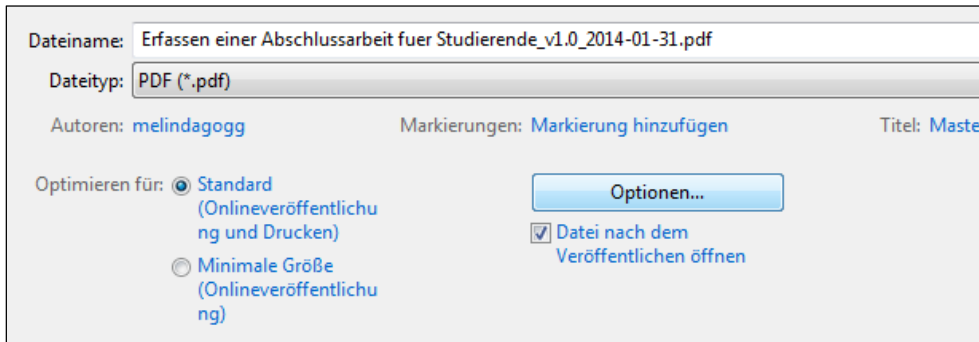 Dateiname: Erfassen einer Abschlussarbeit fuer Studierende_v1.0_2014-01-31.pdf
Dateityp: PDF (*.pdf)
Autoren: melindagogg Markierungen: Markierung hinzufügen Titel: Maste
Optimieren für: Standard
(Onlineveröffentlichu
ng und Drucken)
Minimale Größe
(Onlineveröffentlichu
ng)
Optionen...
Datei nach dem
Veröffentlichen öffnen